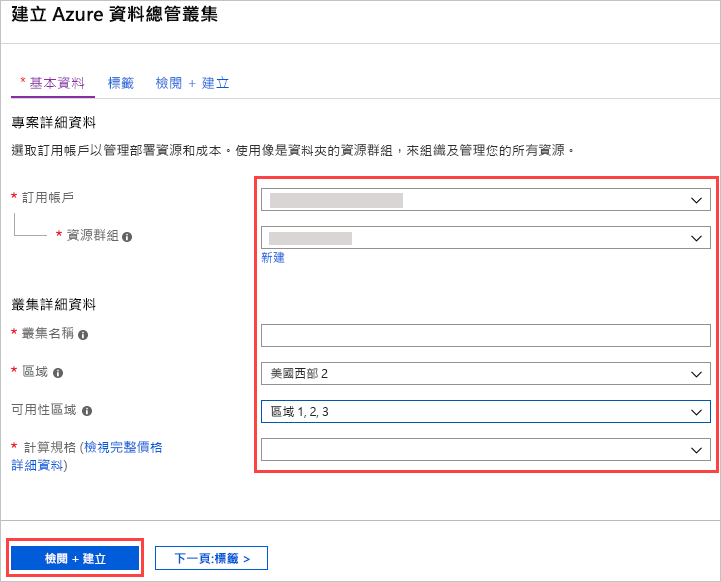 建立 Azure 資料總管叢集
* 基本資料 標籤 檢閱 + 建立
專案詳細資料
選取訂用帳戶以管理部署資源和成本。使用像是資料夾的資源群組，來組織及管理您的所有資源。
* 訂用帳戶
* 資源群組
新建
叢集詳細資料
* 叢集名稱
* 區域 美國西部 2
可用性區域 區域 1, 2, 3
* 計算規格 (檢視完整價格
詳細資料)
檢閱 + 建立 下一頁:標籤 >